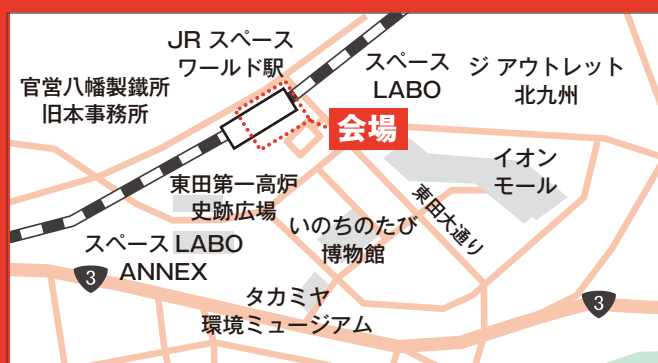 JR スペース
ワールド駅
官営八幡製鐵所
旧本事務所
スペース
LABO
ジ アウトレット
北九州
会場
イオン
モール
東田第一高炉
史跡広場
いのちのたび
博物館
東田大通り
スペース LABO
ANNEX
3
タカミヤ
環境ミュージアム
3